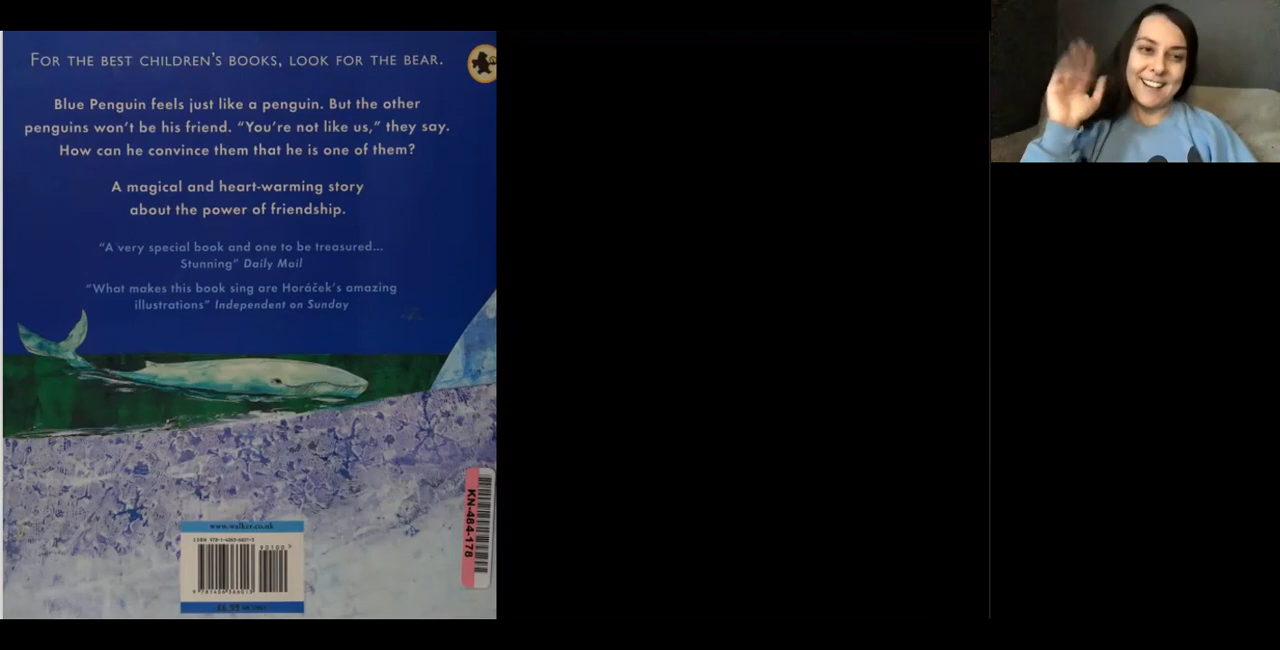 FOR THE BEST CHILDREN'S BOOKS, LOOK FOR THE BEAR.
Blue Penguin feels just like a penguin. But the other
penguins won't be his friend. "You're not like us," they say.
How can he convince them that he is one of them?
A magical and heart-warming story
about the power of friendship.
"A very special book and one to be treasured...
Stunning" Daily Mail
"What makes this book sing are Horáček's amazing
illustrations" Independent on Sunday
KN-484-178
www.walker.co.uk
90100
£6.99